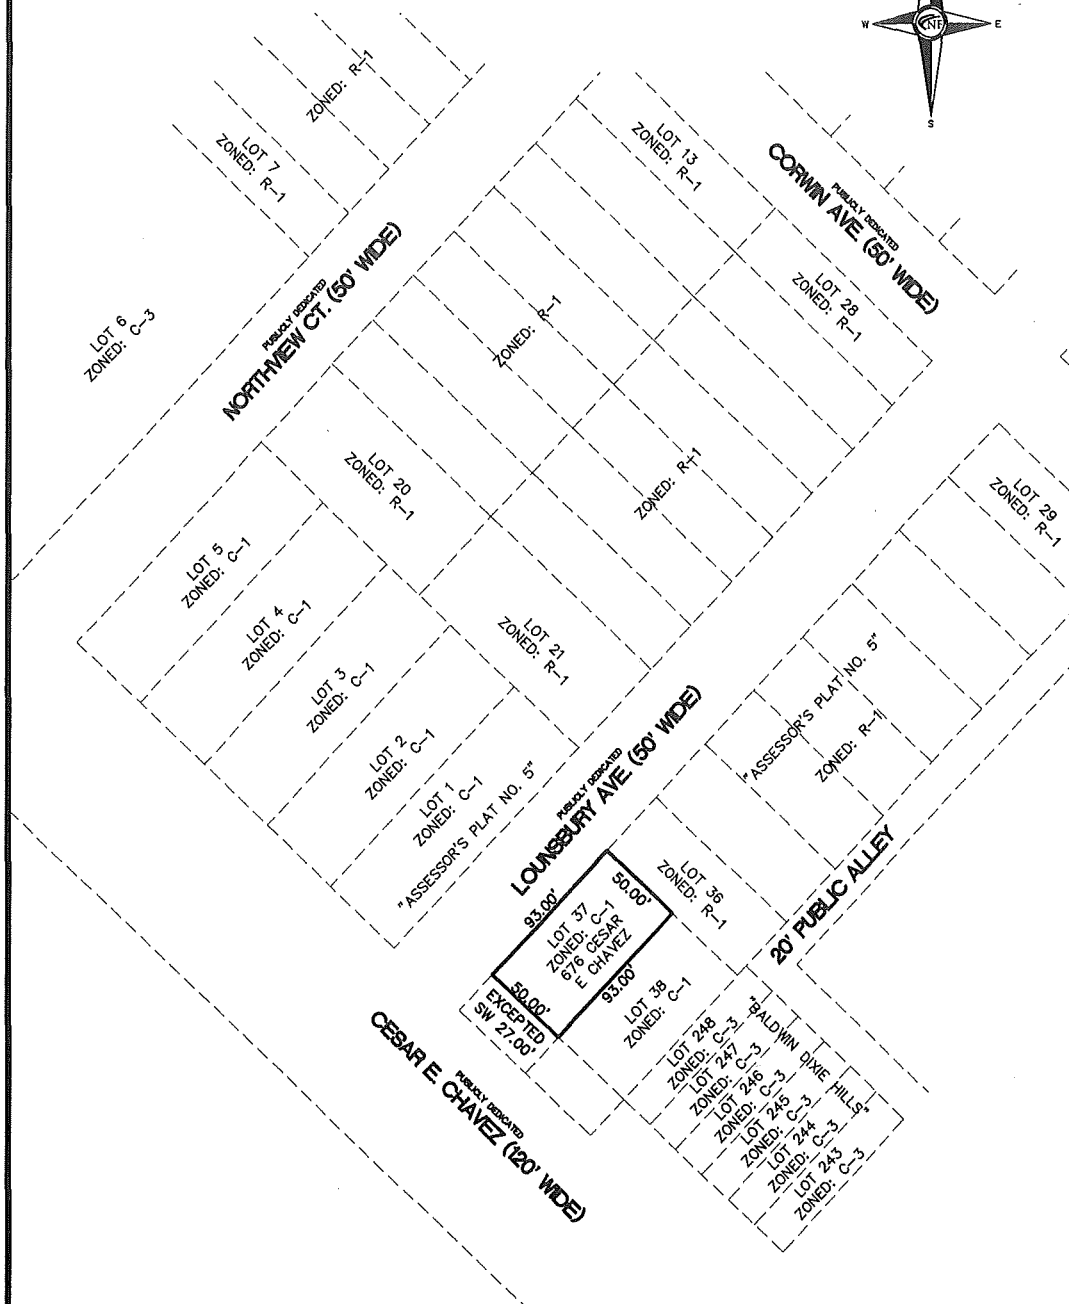 W
CNF
E
S
ZONED: R-1
LOT 7
ZONED: R-1
LOT 13
ZONED: R-1
PUBLICLY DEDICATED
CORWIN AVE. (50' WIDE)
LOT 6
ZONED: C-3
PUBLICLY DEDICATED
NORTHVIEW CT. (50' WIDE)
LOT 28
ZONED: R-1
ZONED: R-1
LOT 20
ZONED: R-1
ZONED: R-1
LOT 29
ZONED: R-1
LOT 5
ZONED: C-1
LOT 4
ZONED: C-1
LOT 3
ZONED: C-1
LOT 2
ZONED: C-1
LOT 1
ZONED: C-1
"ASSESSOR'S PLAT NO. 5"
LOT 21
ZONED: R-1
PUBLICLY DEDICATED
LOUNSBURY AVE. (50' WIDE)
"ASSESSOR'S PLAT NO. 5"
ZONED: R-1
20' PUBLIC ALLEY
LOT 36
ZONED: R-1
93.00'
50.00'
LOT 37
ZONED: C-1
676 CESAR
E CHAVEZ
50.00'
93.00'
EXCEPTED
SW 27.00'
LOT 38
ZONED: C-1
PUBLICLY DEDICATED
CESAR E. CHAVEZ (120' WIDE)
"BALDWIN DIXIE HILLS"
LOT 248
ZONED: C-3
LOT 247
ZONED: C-3
LOT 246
ZONED: C-3
LOT 245
ZONED: C-3
LOT 244
ZONED: C-3
LOT 243
ZONED: C-3